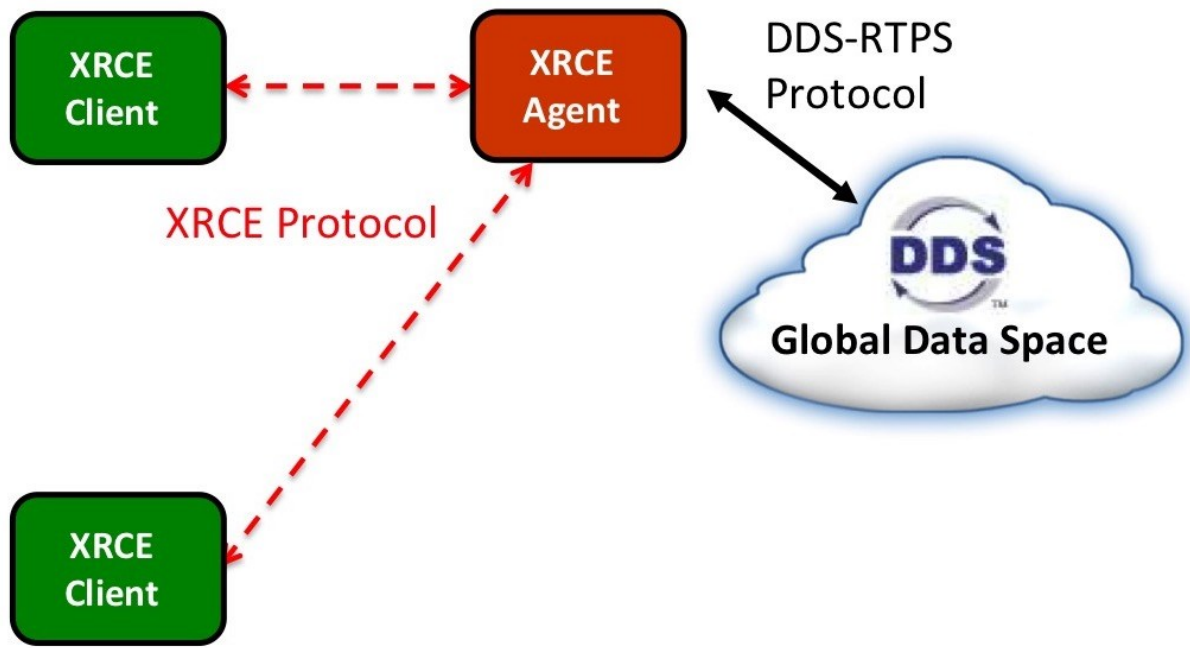 XRCE
Client
XRCE
Agent
DDS-RTPS
Protocol
XRCE Protocol
DDS
TM
Global Data Space
XRCE
Client